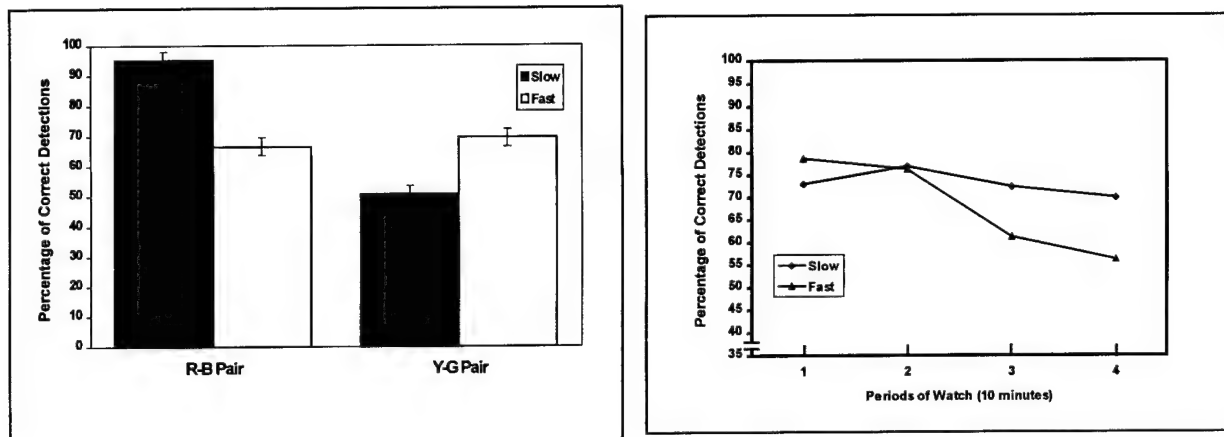 Percentage of Correct Detections
100
90
80
70
60
50
40
30
20
10
0
Slow
Fast
R-B Pair
Y-G Pair
Percentage of Correct Detections
100
95
90
85
80
75
70
65
60
55
50
45
40
35
Slow
Fast
1 2 3 4
Periods of Watch (10 minutes)